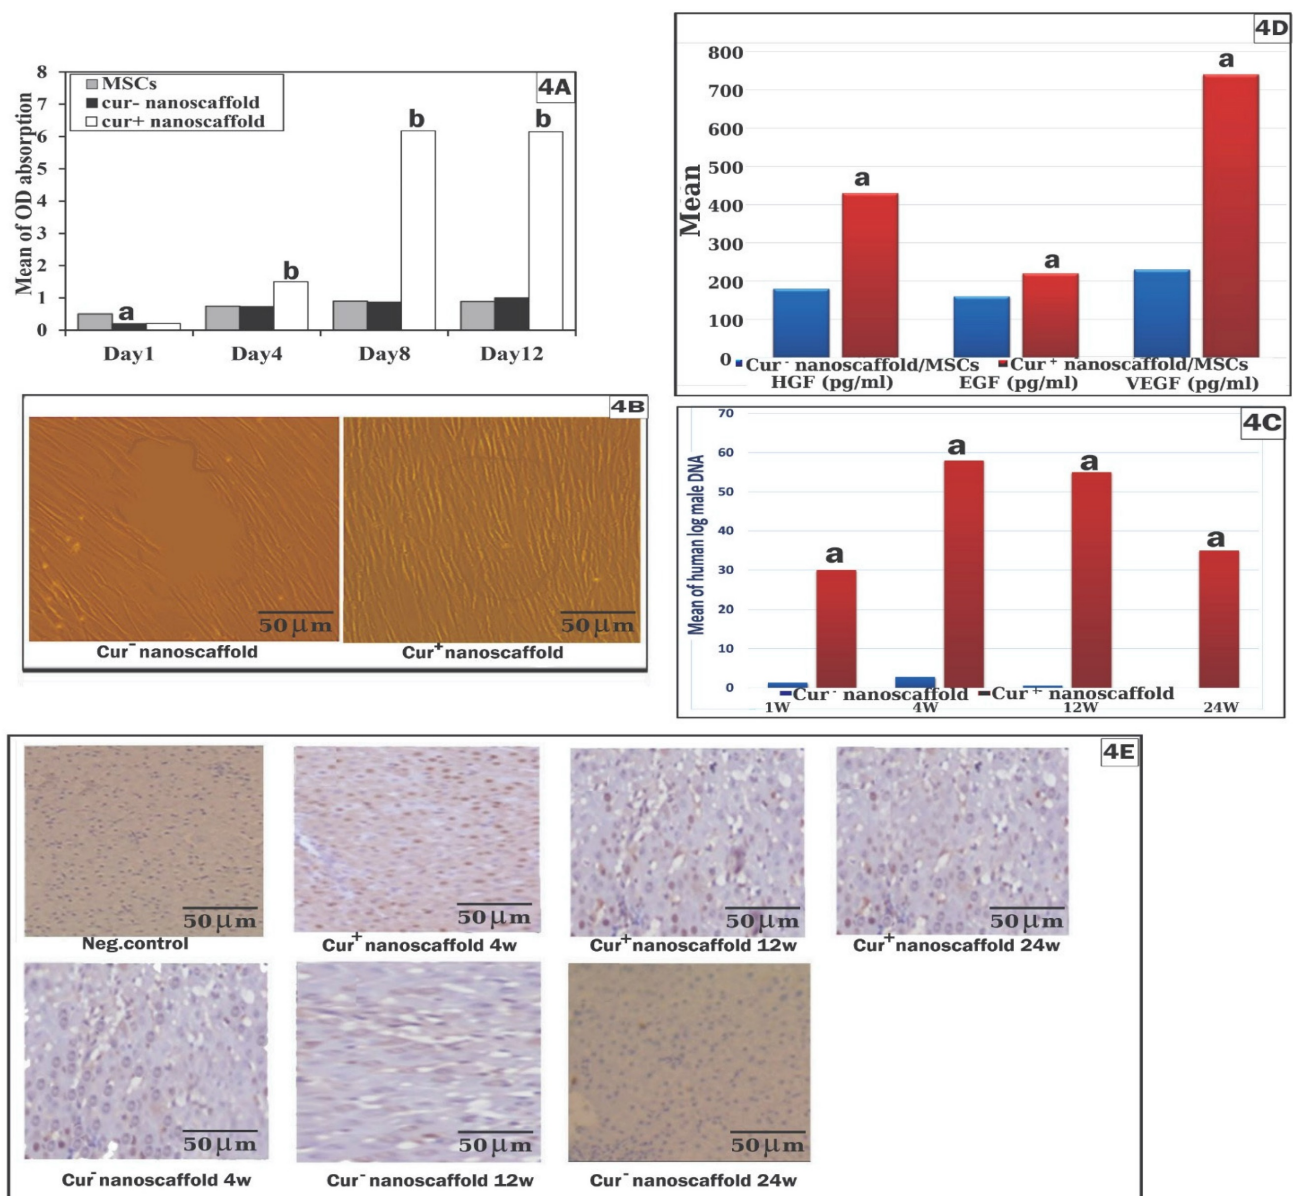 4A
8
7
6
5
4
3
2
1
0
Mean of OD absorption
MSCs
cur- nanoscaffold
cur+ nanoscaffold
a
b
b
b
Day1 Day4 Day8 Day12
4D
800
700
600
500
400
300
200
100
0
Mean
a
a
a
Cur⁻ nanoscaffold/MSCs Cur⁺ nanoscaffold/MSCs
HGF (pg/ml) EGF (pg/ml) VEGF (pg/ml)
4B
50 µm 50 µm
Cur⁻ nanoscaffold Cur⁺ nanoscaffold
4C
70
60
50
40
30
20
10
0
Mean of human log male DNA
a
a
a
a
Cur⁻ nanoscaffold Cur⁺ nanoscaffold
1W 4W 12W 24W
4E
50 µm 50 µm 50 µm 50 µm
Neg.control Cur⁺ nanoscaffold 4w Cur⁺ nanoscaffold 12w Cur⁺ nanoscaffold 24w
50 µm 50 µm 50 µm
Cur⁻ nanoscaffold 4w Cur⁻ nanoscaffold 12w Cur⁻ nanoscaffold 24w